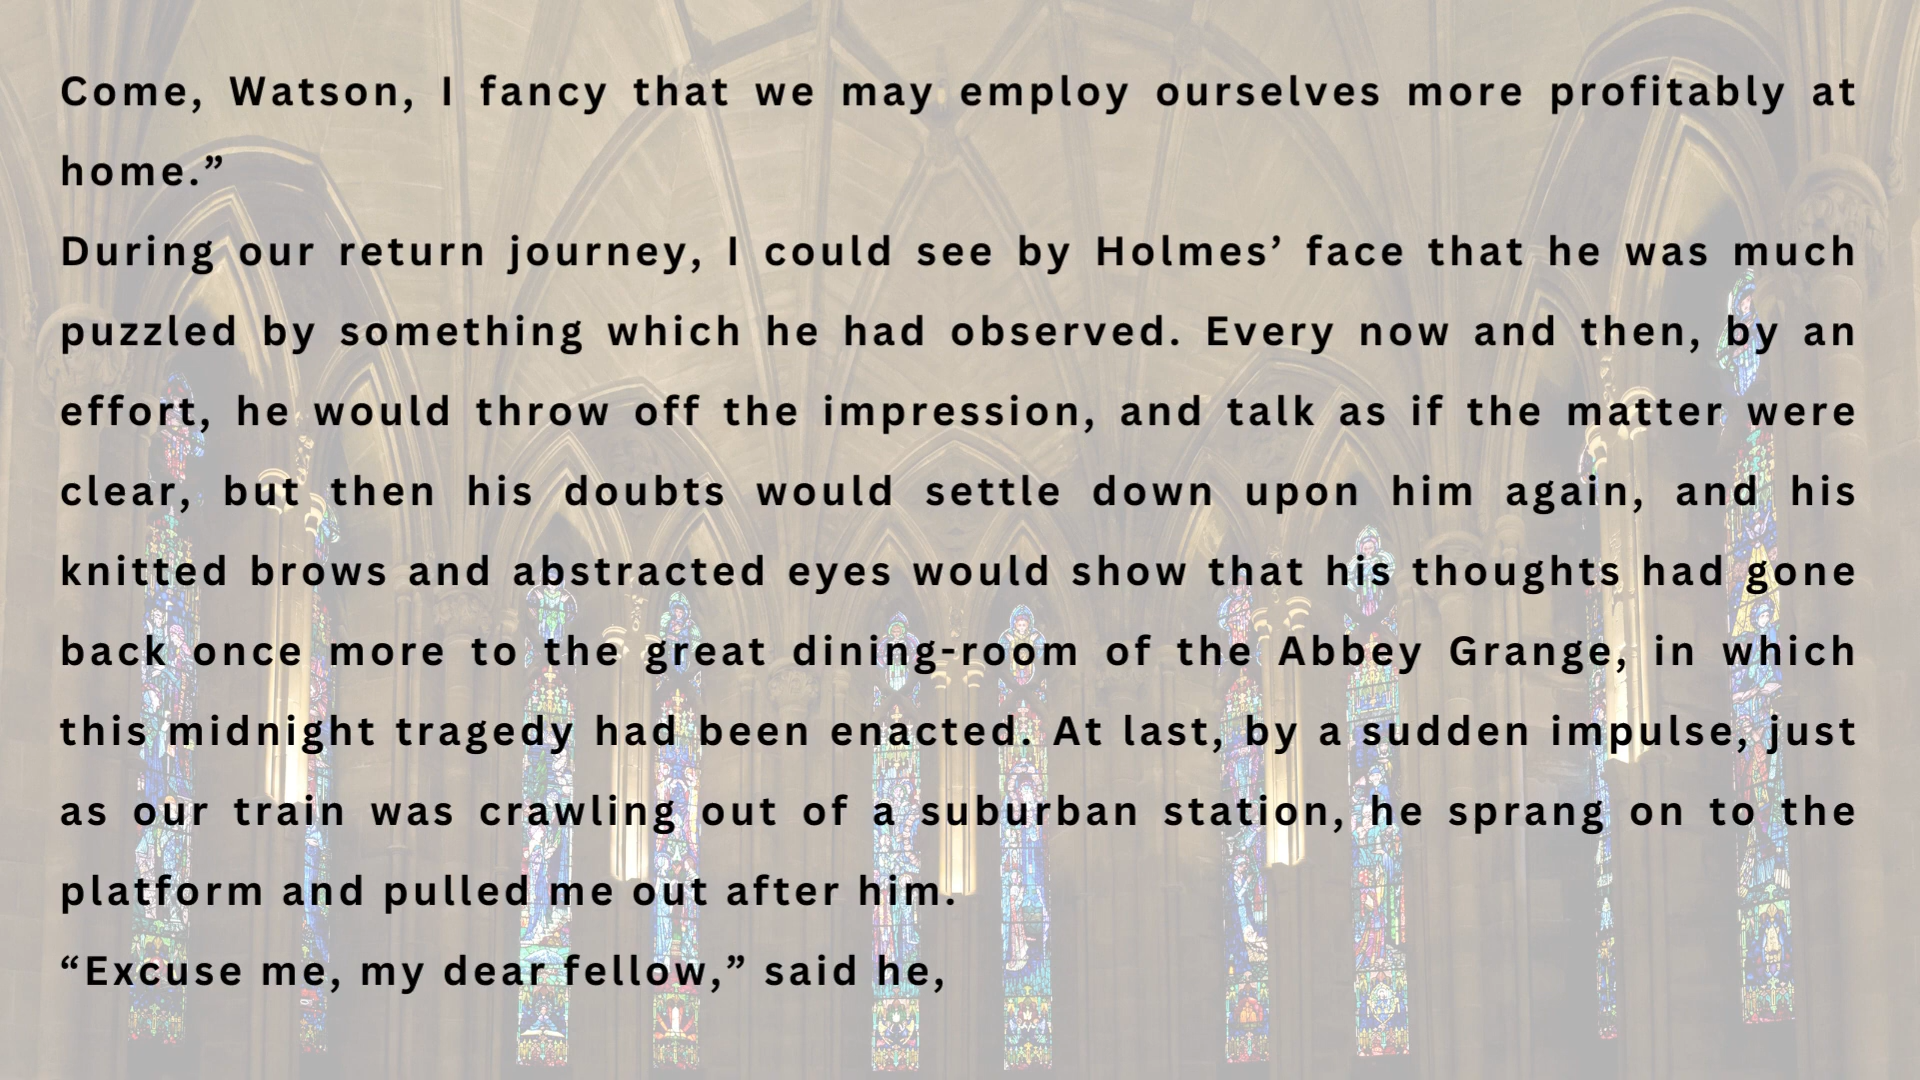 Come, Watson, I fancy that we may employ ourselves more profitably at
home.”
During our return journey, I could see by Holmes’ face that he was much
puzzled by something which he had observed. Every now and then, by an
effort, he would throw off the impression, and talk as if the matter were
clear, but then his doubts would settle down upon him again, and his
knitted brows and abstracted eyes would show that his thoughts had gone
back once more to the great dining-room of the Abbey Grange, in which
this midnight tragedy had been enacted. At last, by a sudden impulse, just
as our train was crawling out of a suburban station, he sprang on to the
platform and pulled me out after him.
“Excuse me, my dear fellow,” said he,